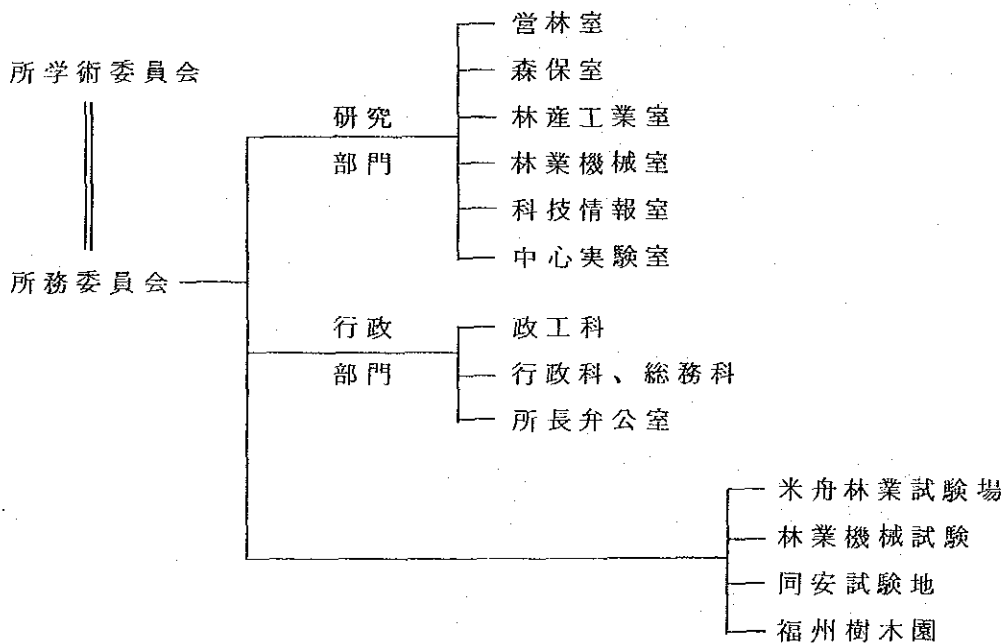 所学術委員会
所務委員会
研究
部門
営林室
森保室
林産工業室
林業機械室
科技情報室
中心実験室
行政
部門
政工科
行政科、総務科
所長弁公室
米舟林業試験場
林業機械試験
同安試験地
福州樹木園